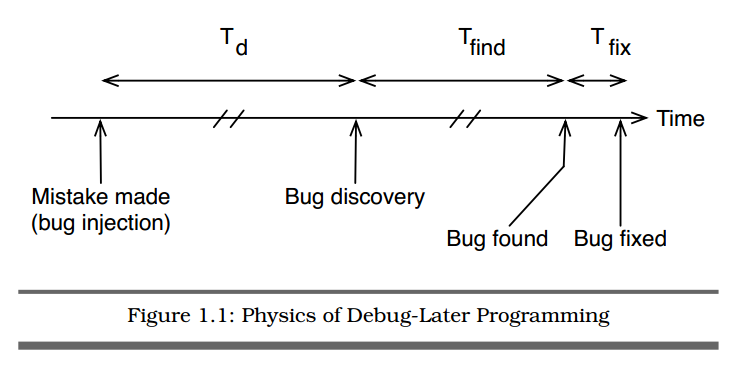 T d
T find
T fix
Time
Mistake made
(bug injection)
Bug discovery
Bug found
Bug fixed
Figure 1.1: Physics of Debug-Later Programming